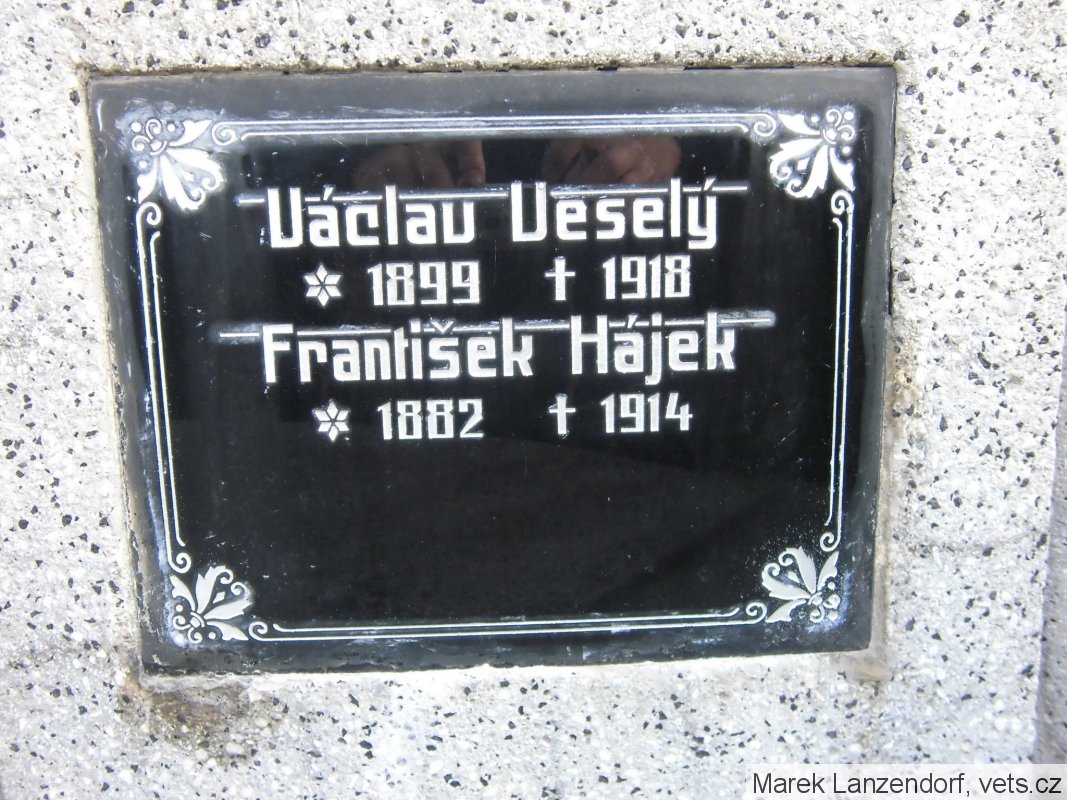 Václav Veselý
* 1899 † 1918
František Hájek
* 1882 † 1914
Marek Lanzendorf, vets.cz